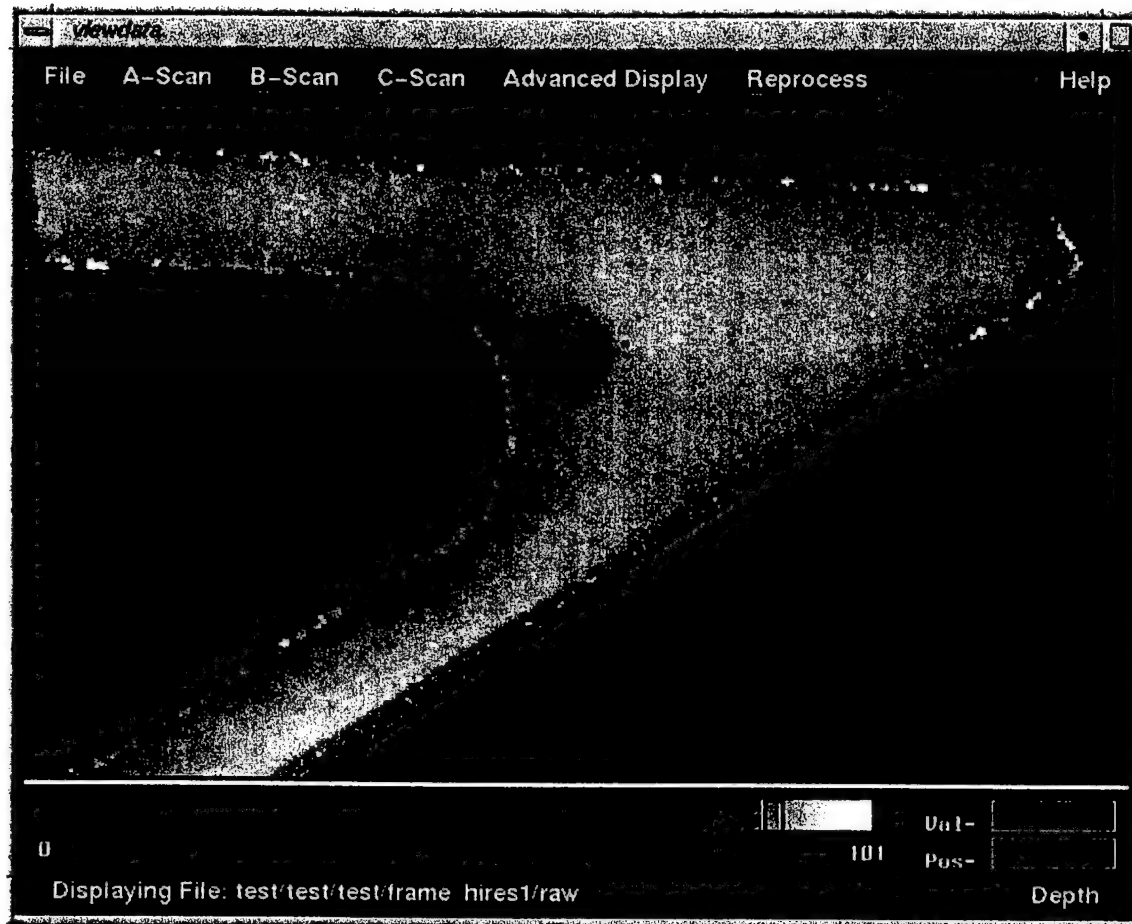 viewdata
File A-Scan B-Scan C-Scan Advanced Display Reprocess Help
0 101 Val-
Pos-
Displaying File: test/test/test/frame hires1/raw Depth